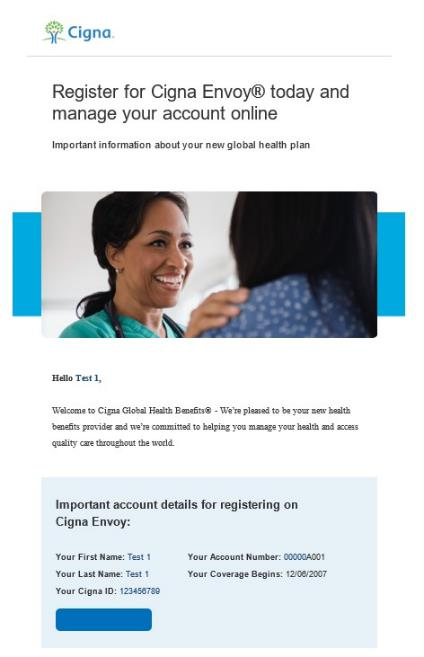 Cigna.
Register for Cigna Envoy® today and
manage your account online
Important information about your new global health plan
Hello Test 1,
Welcome to Cigna Global Health Benefits® - We're pleased to be your new health
benefits provider and we're committed to helping you manage your health and access
quality care throughout the world.
Important account details for registering on
Cigna Envoy:
Your First Name: Test 1
Your Account Number: 00000A001
Your Last Name: Test 1
Your Coverage Begins: 12/06/2007
Your Cigna ID: 123456789